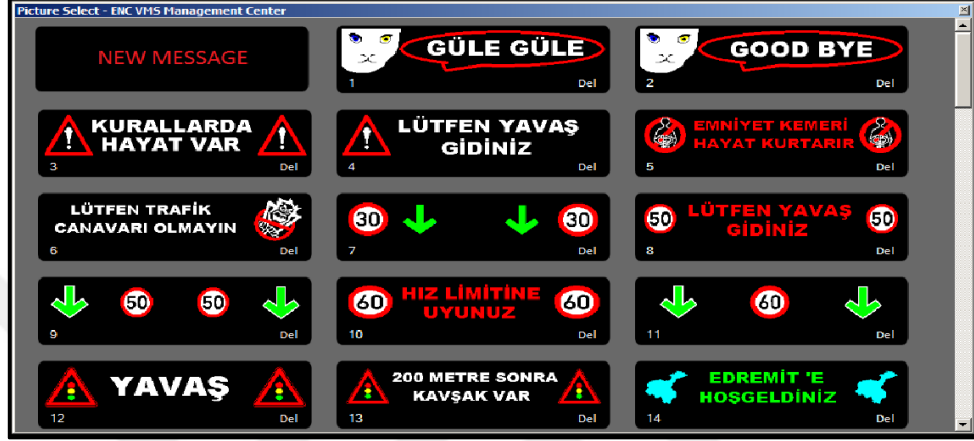 Picture Select - ENC VMS Management Center
NEW MESSAGE
GÜLE GÜLE
1 Del
GOOD BYE
2 Del
KURALLARDA
HAYAT VAR
3 Del
LÜTFEN YAVAŞ
GİDİNİZ
4 Del
EMNİYET KEMERİ
HAYAT KURTARIR
5 Del
LÜTFEN TRAFİK
CANAVARI OLMAYIN
6 Del
30 30
7 Del
50 LÜTFEN YAVAŞ 50
GİDİNİZ
8 Del
50 50
9 Del
60 HIZ LİMİTİNE 60
UYUNUZ
10 Del
60
11 Del
YAVAŞ
12 Del
200 METRE SONRA
KAVŞAK VAR
13 Del
EDREMİT 'E
HOŞGELDİNİZ
14 Del